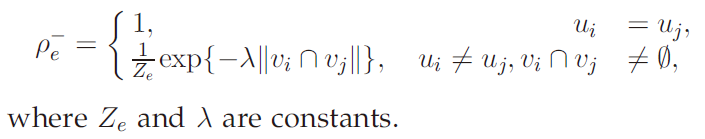 ρ_e^- = { 1, u_i = u_j,
1/Z_e exp{−λ‖v_i ∩ v_j‖}, u_i ≠ u_j, v_i ∩ v_j ≠ ∅,
where Z_e and λ are constants.